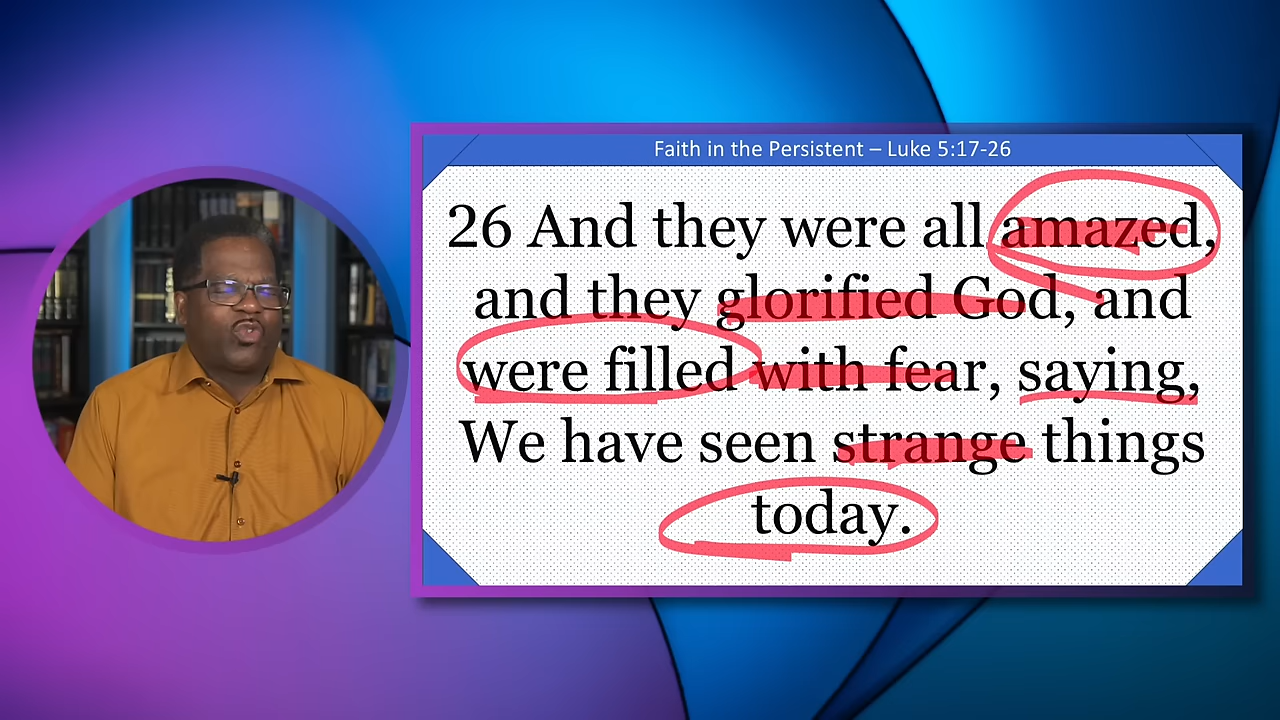 Faith in the Persistent – Luke 5:17-26
26 And they were all amazed,
and they glorified God, and
were filled with fear, saying,
We have seen strange things
today.